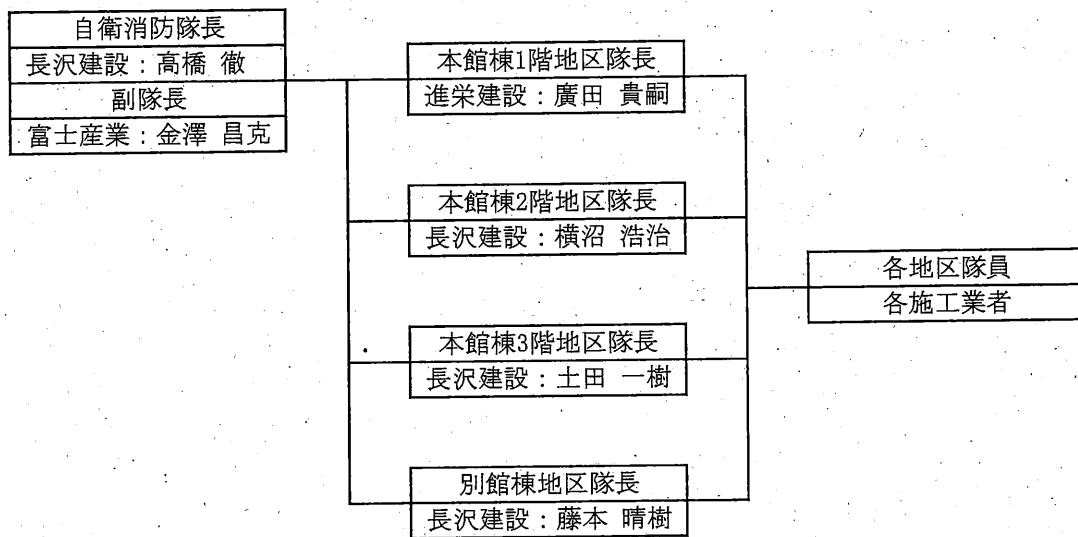 自衛消防隊長
長沢建設：高橋 徹
副隊長
富士産業：金澤 昌克
本館棟1階地区隊長
進栄建設：廣田 貴嗣
本館棟2階地区隊長
長沢建設：横沼 浩治
本館棟3階地区隊長
長沢建設：土田 一樹
別館棟地区隊長
長沢建設：藤本 晴樹
各地区隊員
各施工業者